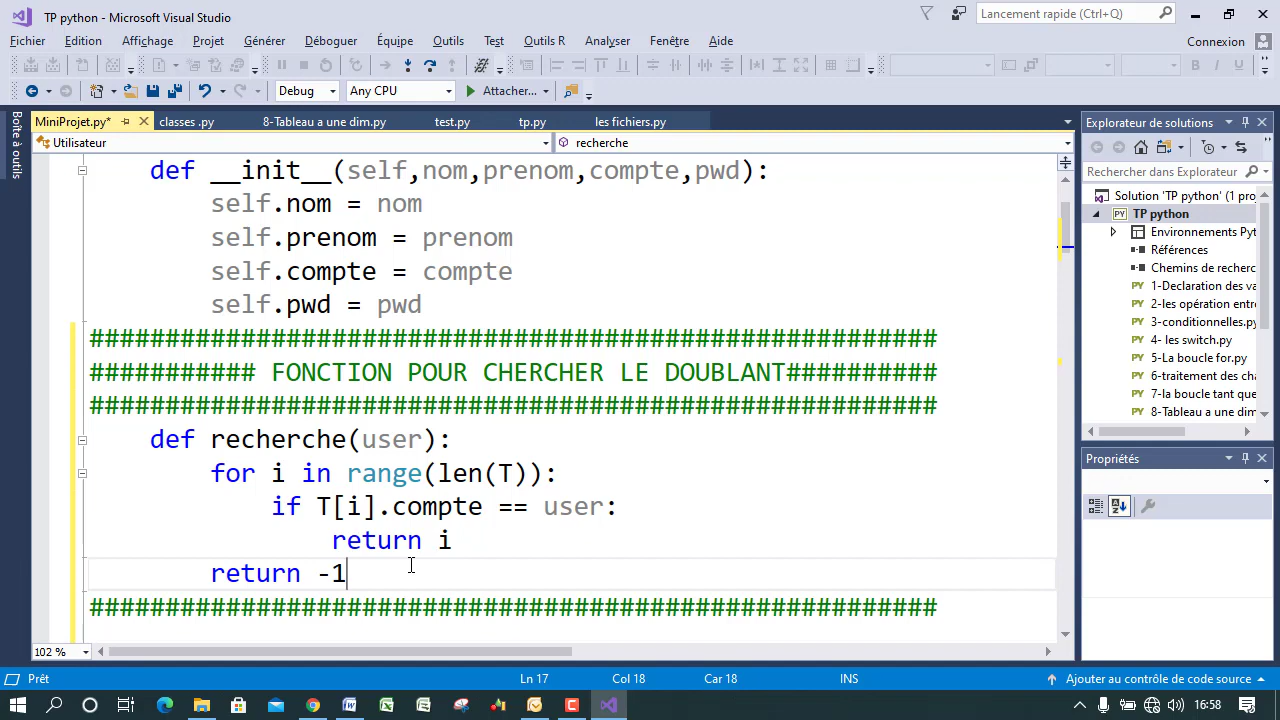 TP python - Microsoft Visual Studio
Lancement rapide (Ctrl+Q)
Fichier Edition Affichage Projet Générer Déboguer Équipe Outils Test Outils R Analyser Fenêtre Aide
Connexion
Debug Any CPU Attacher...
Boîte à outils
MiniProjet.py* classes .py 8-Tableau a une dim.py test.py tp.py les fichiers.py
Utilisateur recherche
def __init__(self,nom,prenom,compte,pwd):
self.nom = nom
self.prenom = prenom
self.compte = compte
self.pwd = pwd
########################################################
########### FONCTION POUR CHERCHER LE DOUBLANT##########
########################################################
def recherche(user):
for i in range(len(T)):
if T[i].compte == user:
return i
return -1
########################################################
102 %
Explorateur de solutions
Rechercher dans Explorateur
Solution 'TP python' (1 pro
TP python
Environnements Pyt
Références
Chemins de recherc
1-Declaration des va
2-les opération entre
3-conditionnelles.py
4- les switch.py
5-La boucle for.py
6-traitement des cha
7-la boucle tant que
8-Tableau a une dim
Propriétés
Prêt Ln 17 Col 18 Car 18 INS Ajouter au contrôle de code source
16:58